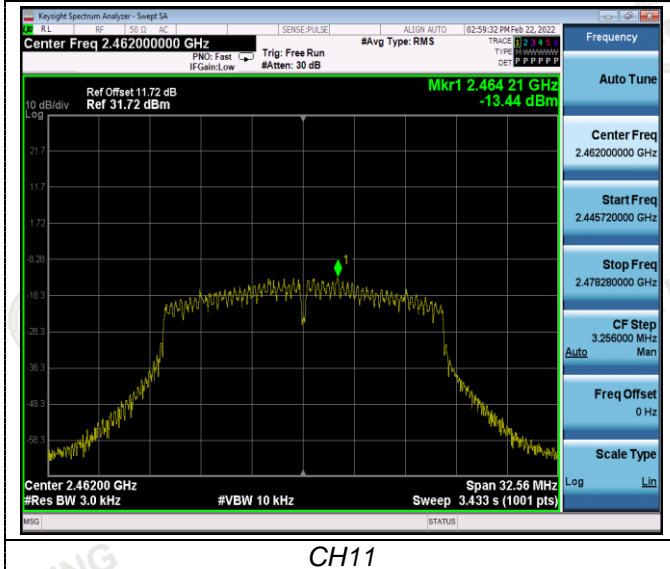 Keysight Spectrum Analyzer - Swept SA
RL RF 50 Ω AC SENSE:PULSE ALIGN AUTO 02:59:32 PM Feb 22, 2022
Center Freq 2.462000000 GHz
PNO: Fast
IFGain:Low
Trig: Free Run
#Atten: 30 dB
#Avg Type: RMS
TRACE 1 2 3 4 5 6
TYPE M WWWWW
DET P P P P P P
Frequency
Auto Tune
Center Freq
2.462000000 GHz
Start Freq
2.445720000 GHz
Stop Freq
2.478280000 GHz
CF Step
3.256000 MHz
Auto Man
Freq Offset
0 Hz
Scale Type
Log Lin
Mkr1 2.464 21 GHz
-13.44 dBm
Ref Offset 11.72 dB
10 dB/div Ref 31.72 dBm
Log
21.7
11.7
1.72
-8.28
-18.3
-28.3
-38.3
-48.3
-58.3
1
Center 2.46200 GHz Span 32.56 MHz
#Res BW 3.0 kHz #VBW 10 kHz Sweep 3.433 s (1001 pts)
MSG STATUS
CH11